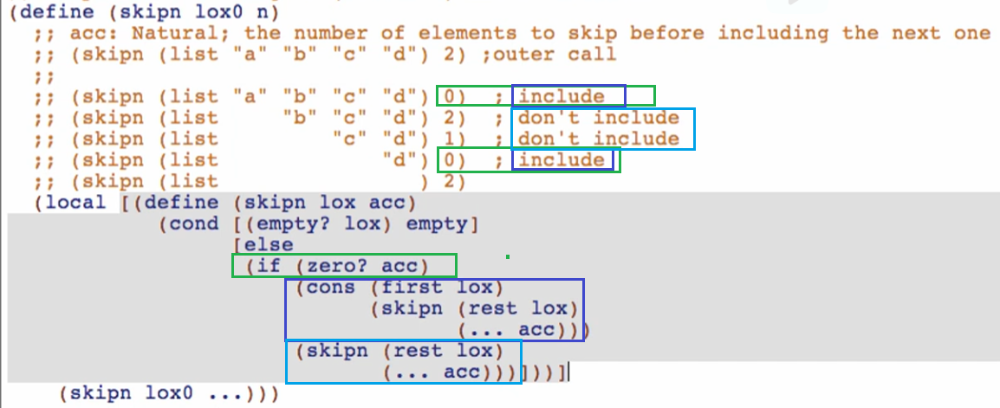 (define (skipn lox0 n)
  ;; acc: Natural; the number of elements to skip before including the next one
  ;; (skipn (list "a" "b" "c" "d") 2) ;outer call
  ;;
  ;; (skipn (list "a" "b" "c" "d") 0)  ; include
  ;; (skipn (list     "b" "c" "d") 2)  ; don't include
  ;; (skipn (list         "c" "d") 1)  ; don't include
  ;; (skipn (list             "d") 0)  ; include
  ;; (skipn (list                ) 2)
  (local [(define (skipn lox acc)
            (cond [(empty? lox) empty]
                  [else
                   (if (zero? acc)
                       (cons (first lox)
                             (skipn (rest lox)
                                    (... acc)))
                       (skipn (rest lox)
                              (... acc)))]))]
    (skipn lox0 ...)))